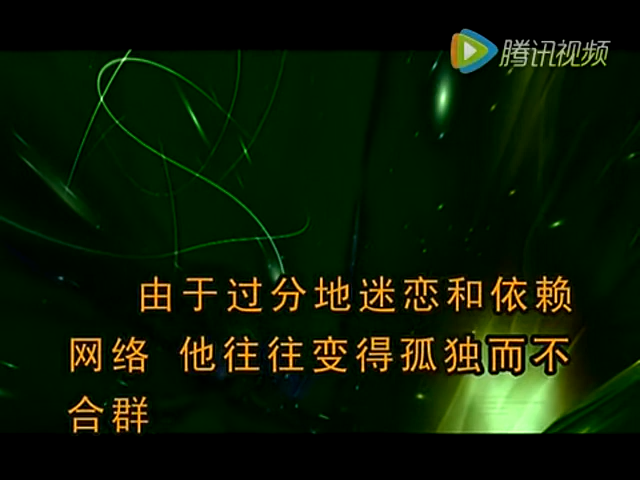 腾讯视频
由于过分地迷恋和依赖
网络 他往往变得孤独而不
合群